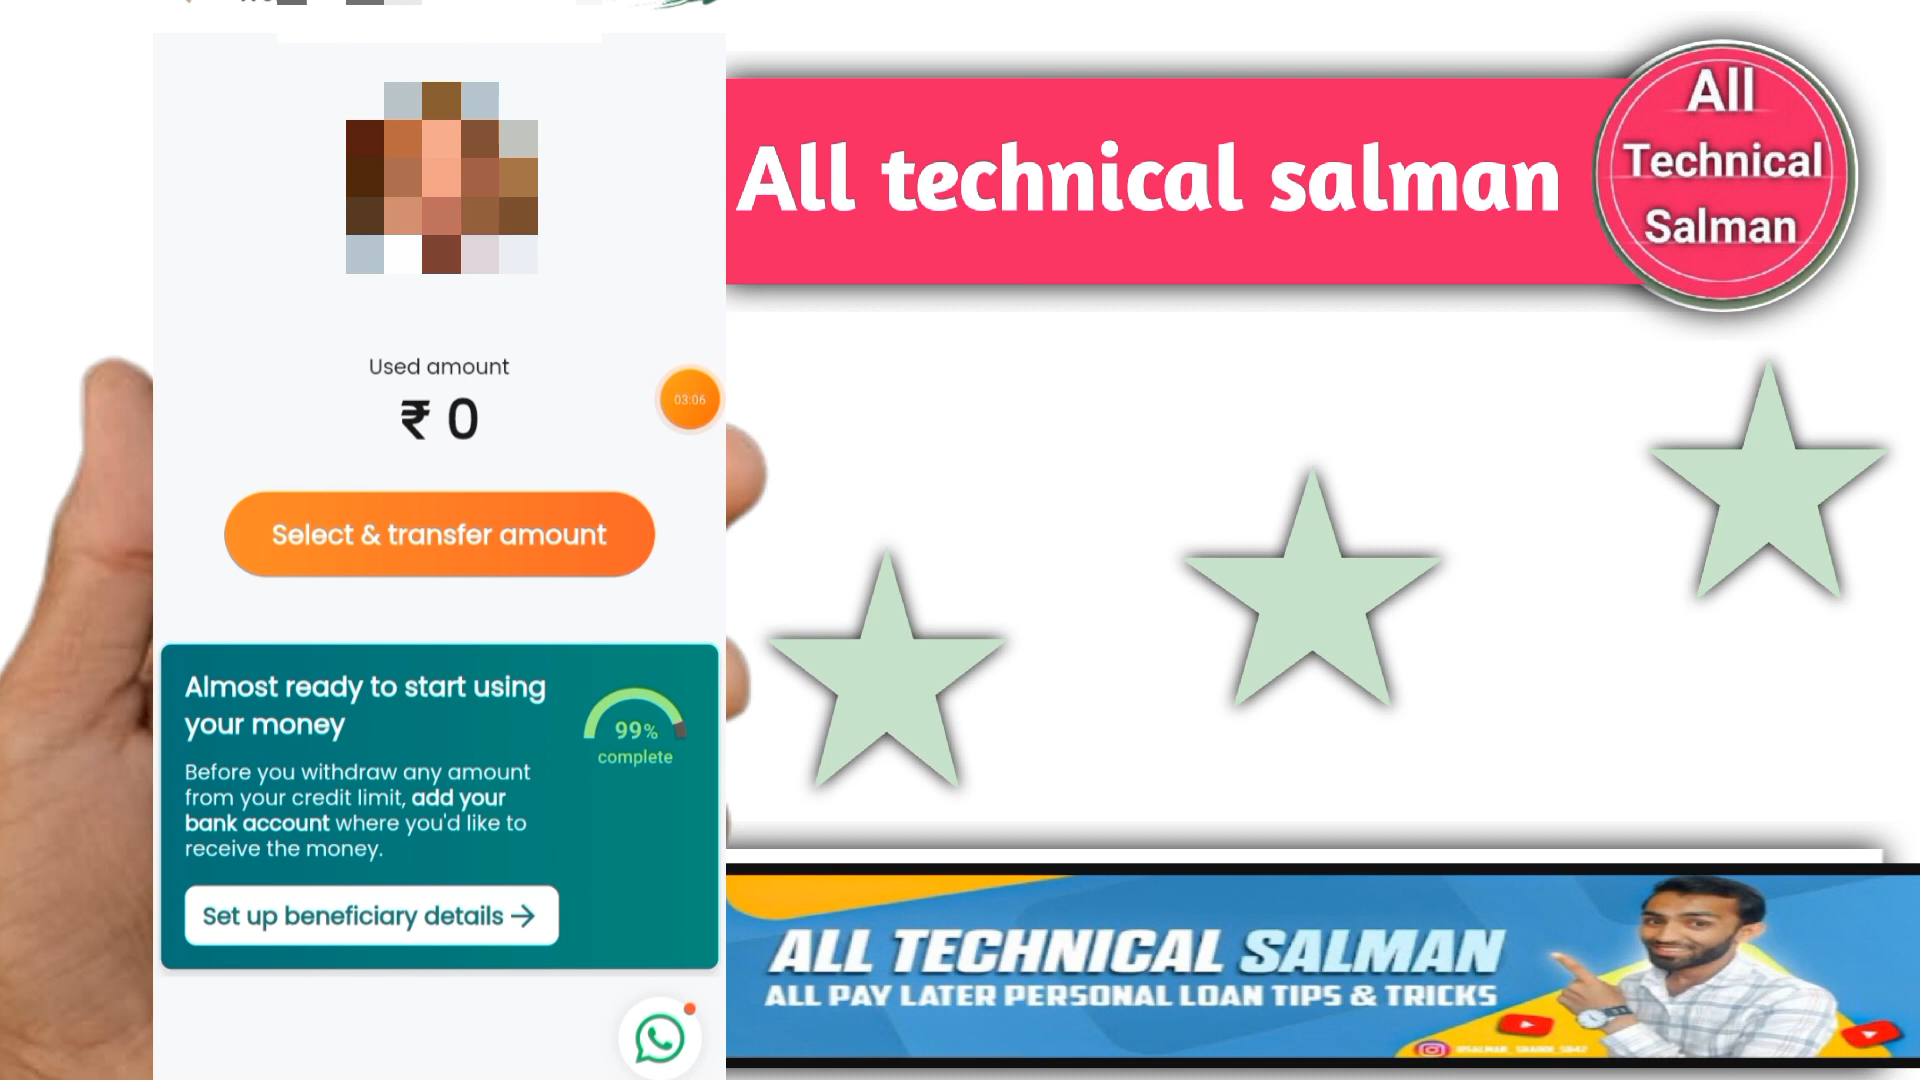 Used amount
₹ 0
03:06
Select & transfer amount
Almost ready to start using
your money
99%
complete
Before you withdraw any amount
from your credit limit, add your
bank account where you'd like to
receive the money.
Set up beneficiary details →
All technical salman
All
Technical
Salman
ALL TECHNICAL SALMAN
ALL PAY LATER PERSONAL LOAN TIPS & TRICKS